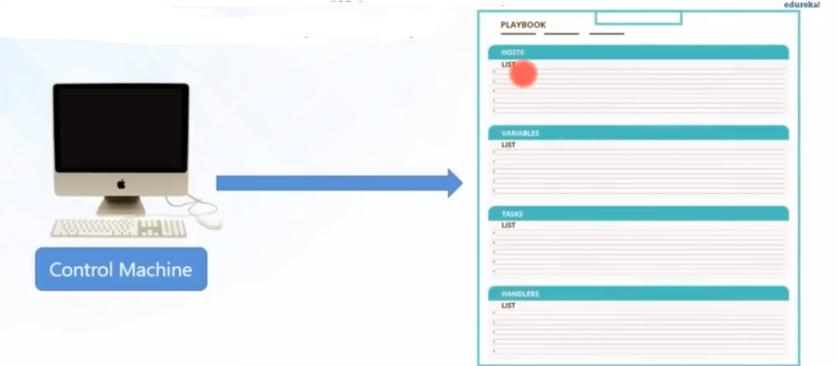 edureka!
PLAYBOOK
HOSTS
LIST
VARIABLES
LIST
TASKS
LIST
HANDLERS
LIST
Control Machine